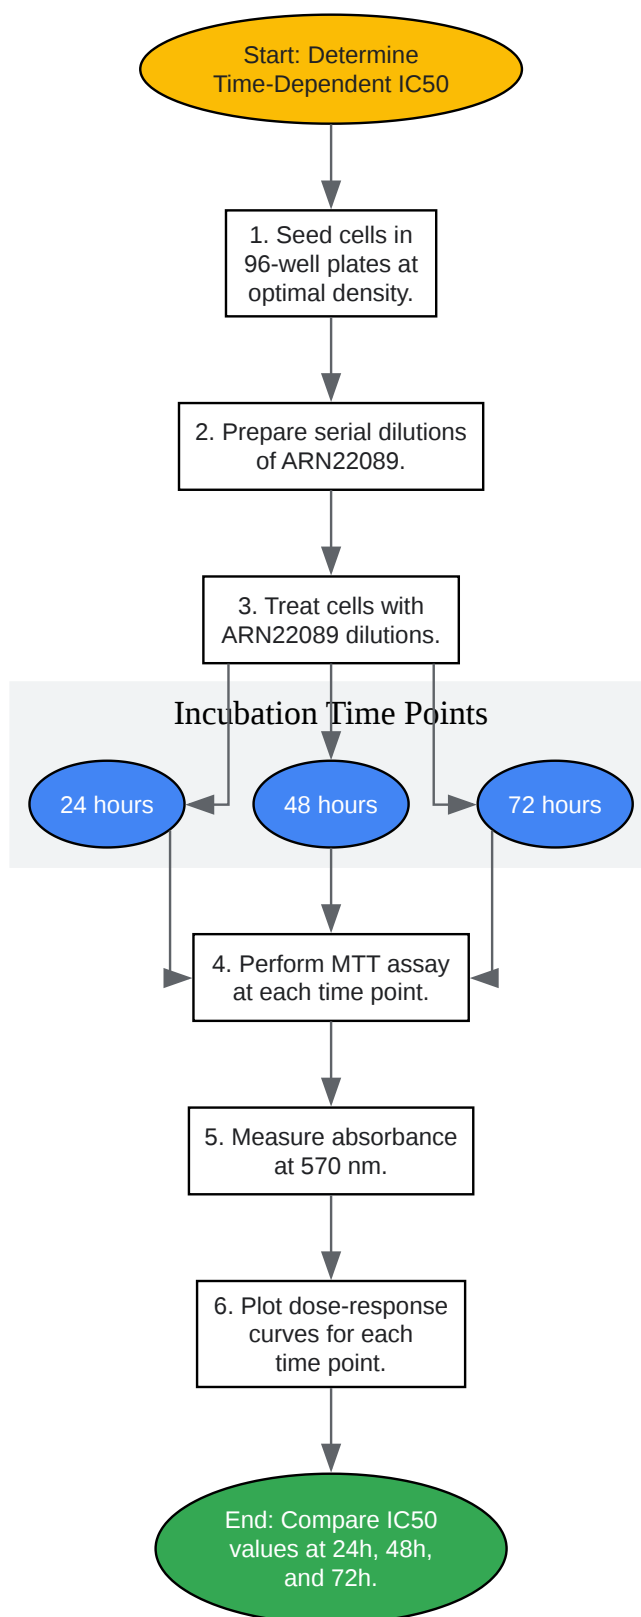 Start: Determine
Time-Dependent IC50
1. Seed cells in
96-well plates at
optimal density.
2. Prepare serial dilutions
of ARN22089.
3. Treat cells with
ARN22089 dilutions.
Incubation Time Points
24 hours
48 hours
72 hours
4. Perform MTT assay
at each time point.
5. Measure absorbance
at 570 nm.
6. Plot dose-response
curves for each
time point.
End: Compare IC50
values at 24h, 48h,
and 72h.